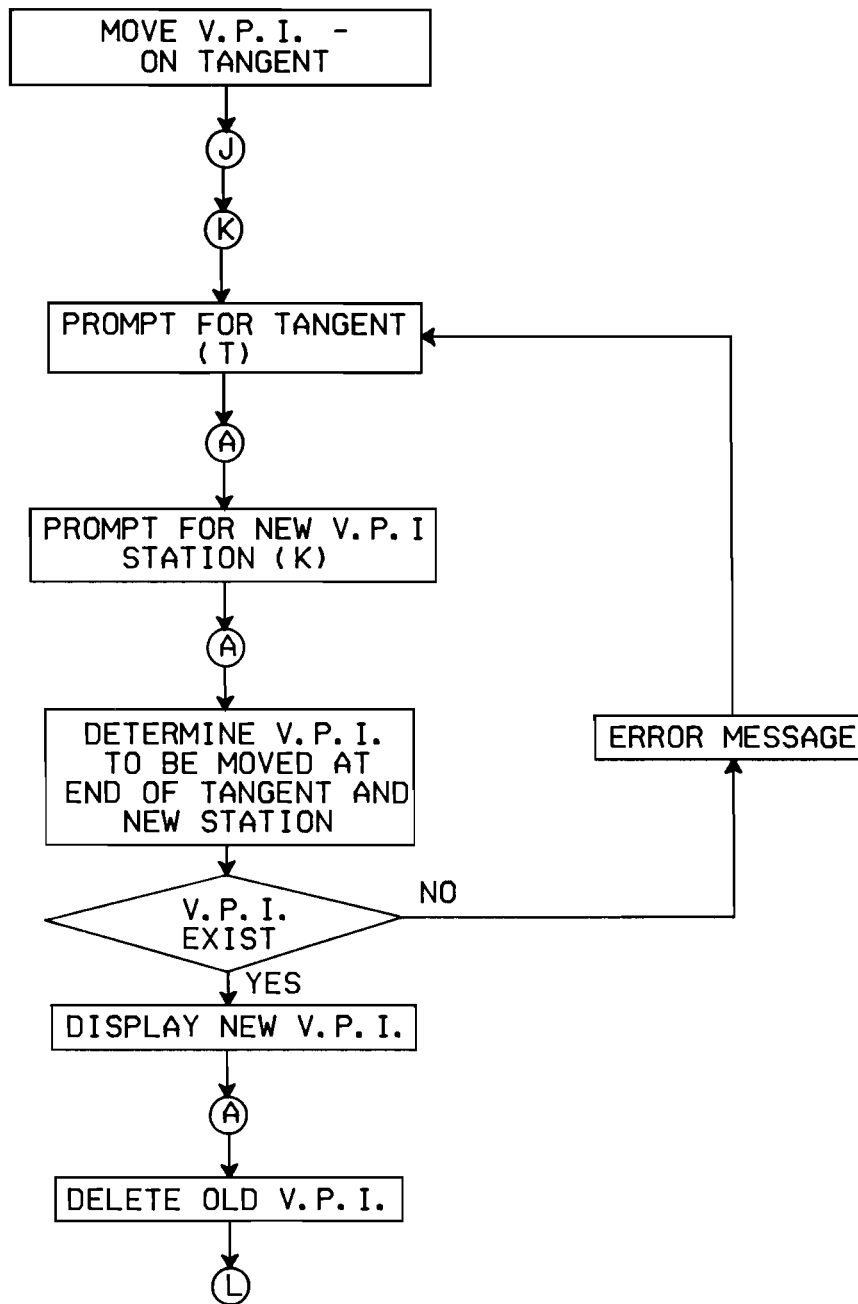 MOVE V.P.I. -
ON TANGENT
J
K
PROMPT FOR TANGENT
(T)
A
PROMPT FOR NEW V.P.I
STATION (K)
A
DETERMINE V.P.I.
TO BE MOVED AT
END OF TANGENT AND
NEW STATION
ERROR MESSAGE
V.P.I.
EXIST
NO
YES
DISPLAY NEW V.P.I.
A
DELETE OLD V.P.I.
L